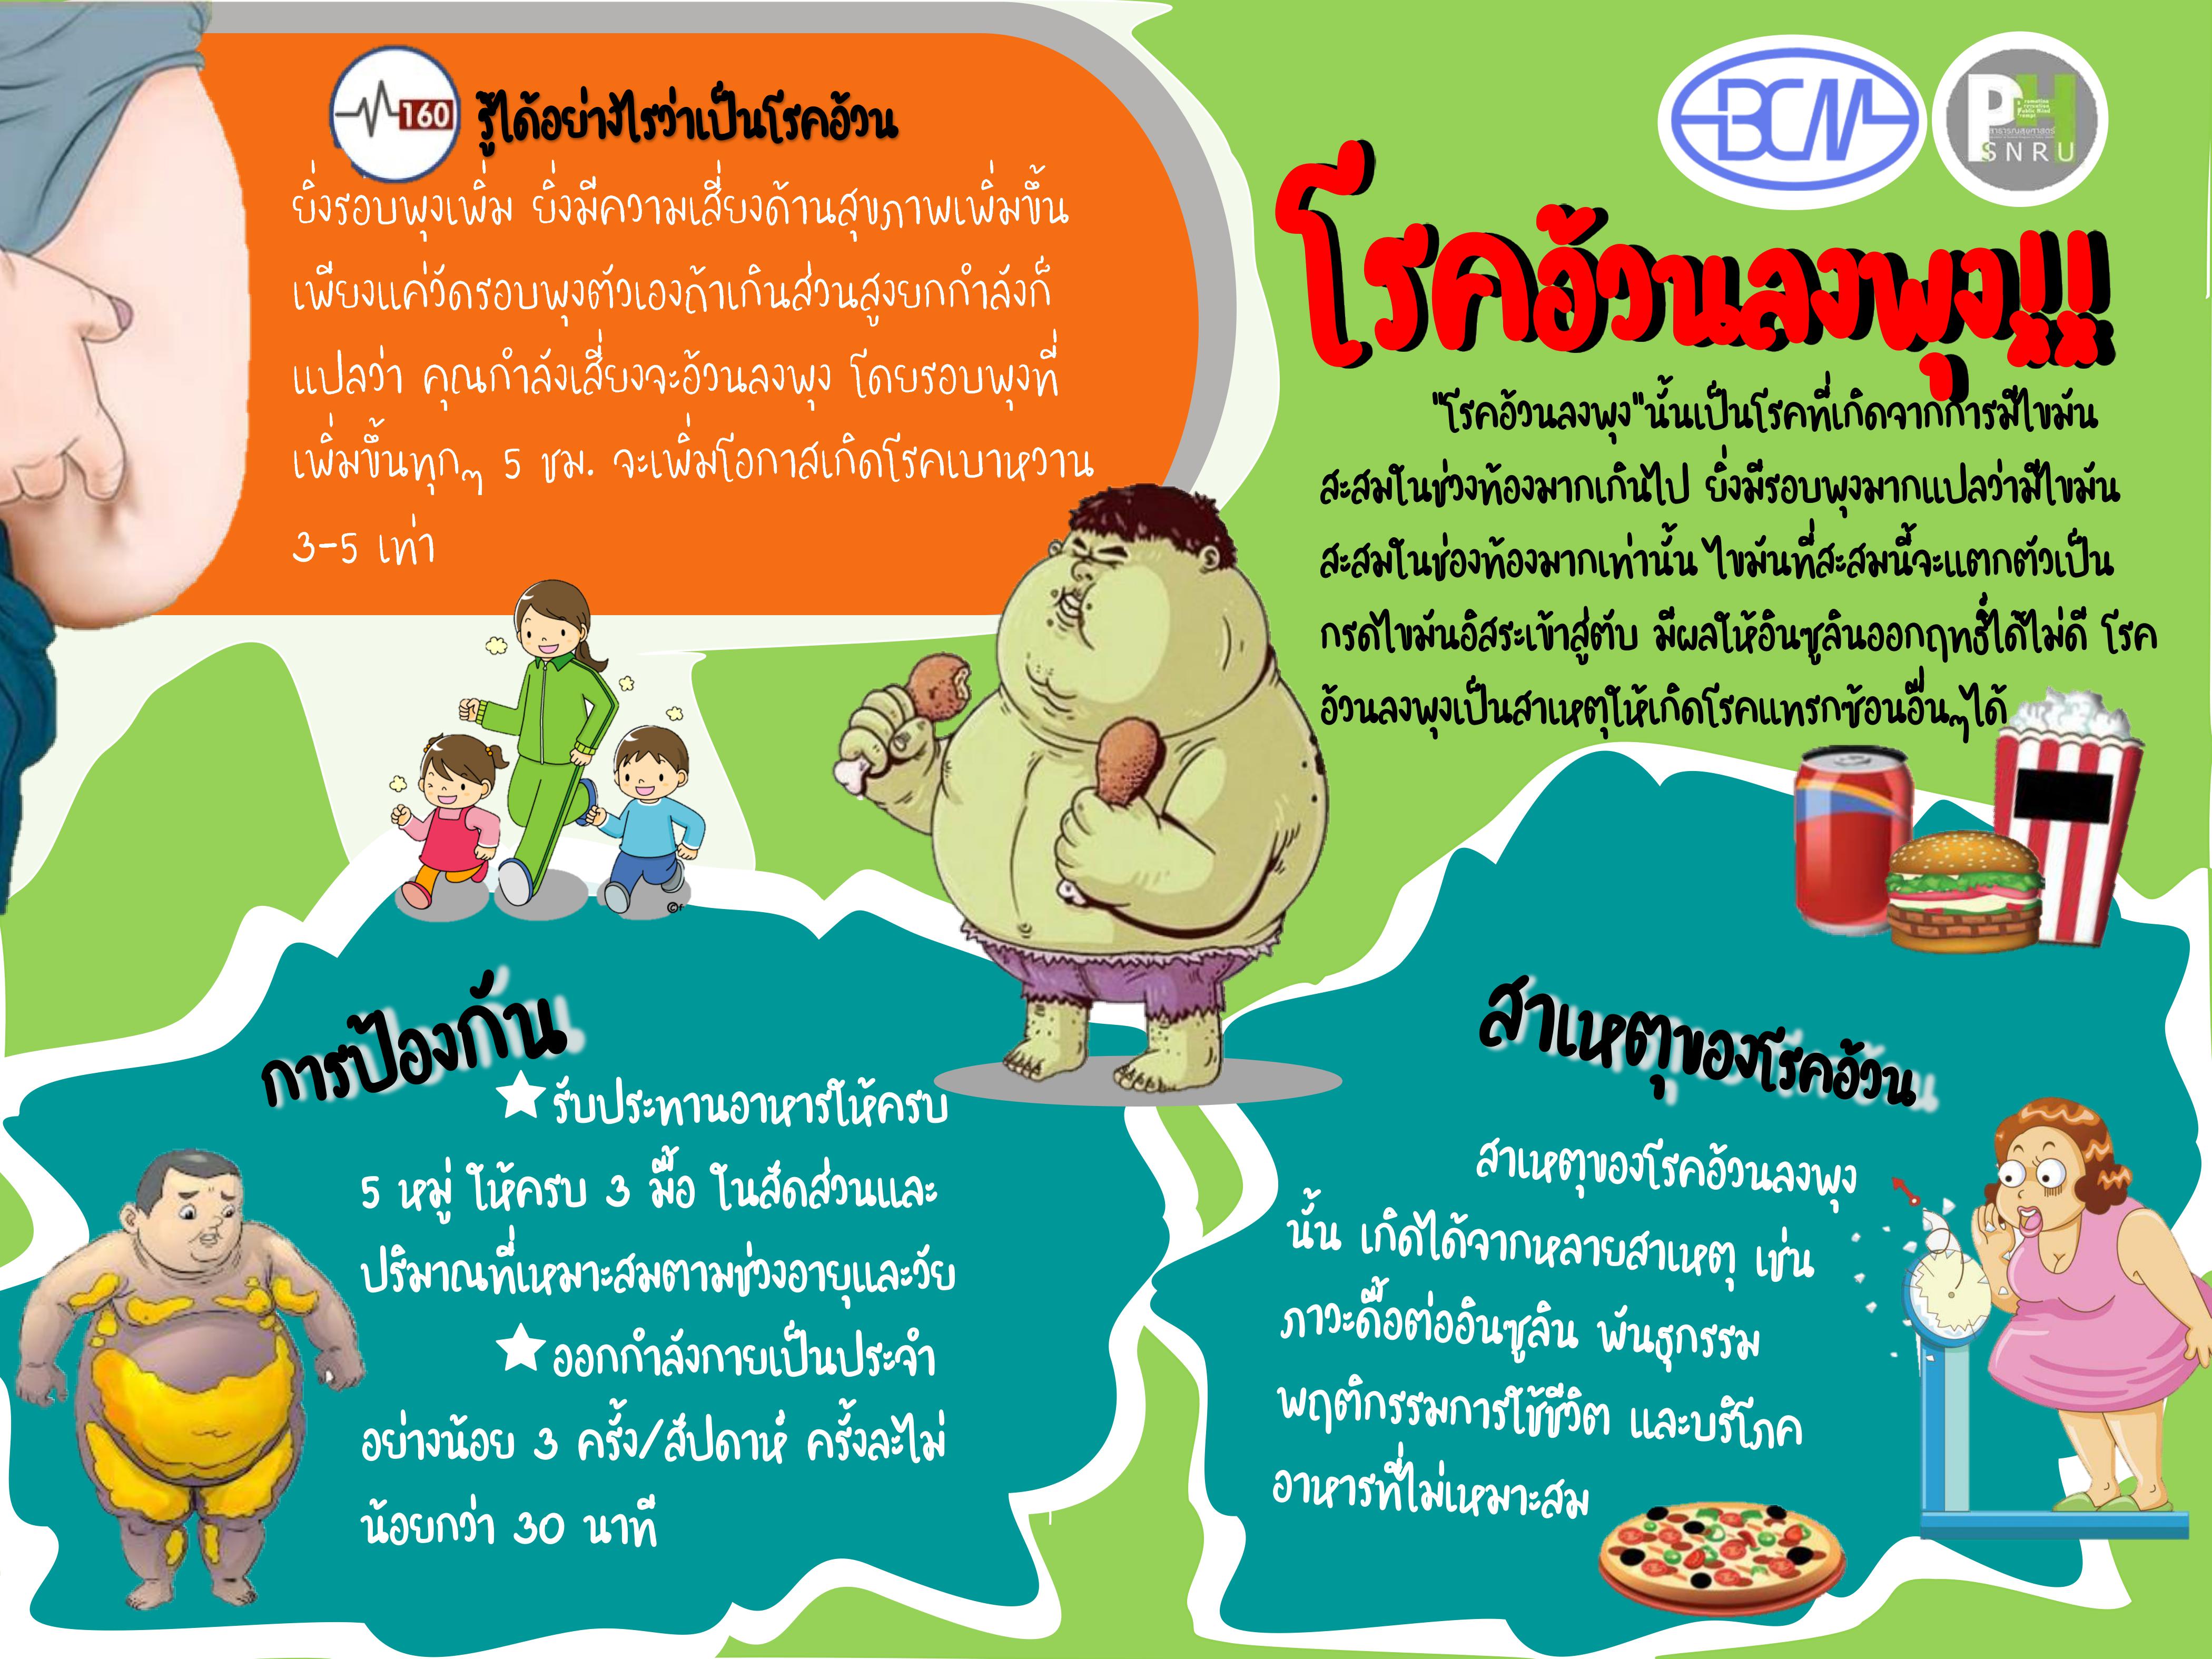 160
รู้ได้อย่างไรว่าเป็นโรคอ้วน
ยิ่งรอบพุงเพิ่ม ยิ่งมีความเสี่ยงด้านสุขภาพเพิ่มขึ้น
เพียงแค่วัดรอบพุงตัวเองถ้าเกินส่วนสูงยกกำลังก็
แปลว่า คุณกำลังเสี่ยงจะอ้วนลงพุง โดยรอบพุงที่
เพิ่มขึ้นทุกๆ 5 ซม. จะเพิ่มโอกาสเกิดโรคเบาหวาน
3-5 เท่า
BCM
PH
สาธารณสุขศาสตร์
SNRU
โรคอ้วนลงพุง!!
"โรคอ้วนลงพุง"นั้นเป็นโรคที่เกิดจากการมีไขมัน
สะสมในช่วงท้องมากเกินไป ยิ่งมีรอบพุงมากแปลว่ามีไขมัน
สะสมในช่องท้องมากเท่านั้น ไขมันที่สะสมนี้จะแตกตัวเป็น
กรดไขมันอิสระเข้าสู่ตับ มีผลให้อินซูลินออกฤทธิ์ได้ไม่ดี โรค
อ้วนลงพุงเป็นสาเหตุให้เกิดโรคแทรกซ้อนอื่นๆได้
การป้องกัน
รับประทานอาหารให้ครบ
5 หมู่ ให้ครบ 3 มื้อ ในสัดส่วนและ
ปริมาณที่เหมาะสมตามช่วงอายุและวัย
ออกกำลังกายเป็นประจำ
อย่างน้อย 3 ครั้ง/สัปดาห์ ครั้งละไม่
น้อยกว่า 30 นาที
สาเหตุของโรคอ้วน
สาเหตุของโรคอ้วนลงพุง
นั้น เกิดได้จากหลายสาเหตุ เช่น
ภาวะดื้อต่ออินซูลิน พันธุกรรม
พฤติกรรมการใช้ชีวิต และบริโภค
อาหารที่ไม่เหมาะสม